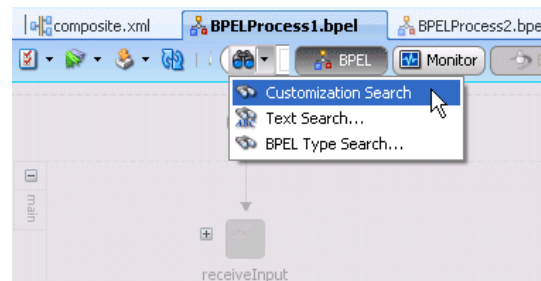 composite.xml BPELProcess1.bpel BPELProcess2.bpe
BPEL Monitor
Customization Search
Text Search...
BPEL Type Search...
main
receiveInput